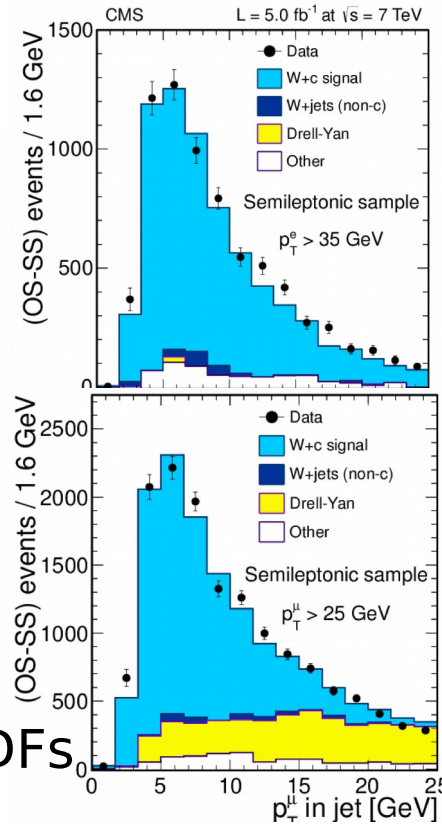 CMS L = 5.0 fb⁻¹ at √s = 7 TeV
1500
1000
500
0
(OS-SS) events / 1.6 GeV
Data
W+c signal
W+jets (non-c)
Drell-Yan
Other
Semileptonic sample
p_T^e > 35 GeV
2500
2000
1500
1000
500
0
(OS-SS) events / 1.6 GeV
Data
W+c signal
W+jets (non-c)
Drell-Yan
Other
Semileptonic sample
p_T^μ > 25 GeV
DFs
0 5 10 15 20 25
p_T^μ in jet [GeV]